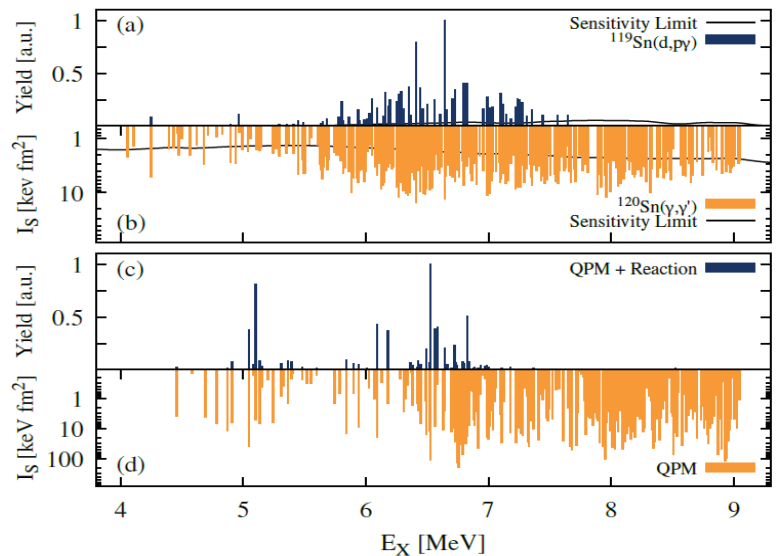 (a)
Sensitivity Limit
¹¹⁹Sn(d,pγ)
1
0.5
Yield [a.u.]
1
10
I_S [kev fm²]
(b)
¹²⁰Sn(γ,γ')
Sensitivity Limit
(c)
QPM + Reaction
1
0.5
Yield [a.u.]
1
10
100
I_S [keV fm²]
(d)
QPM
4 5 6 7 8 9
E_X [MeV]